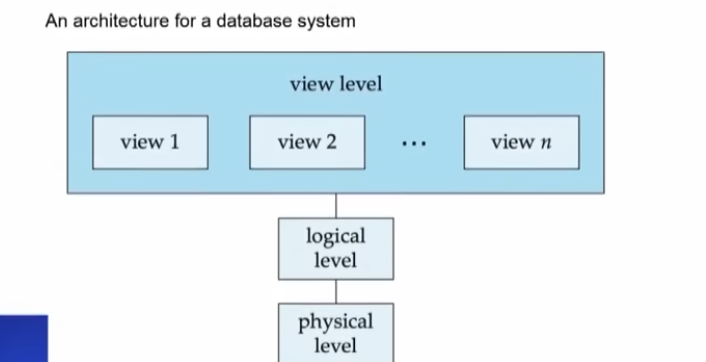 An architecture for a database system
view level
view 1
view 2
...
view n
logical
level
physical
level